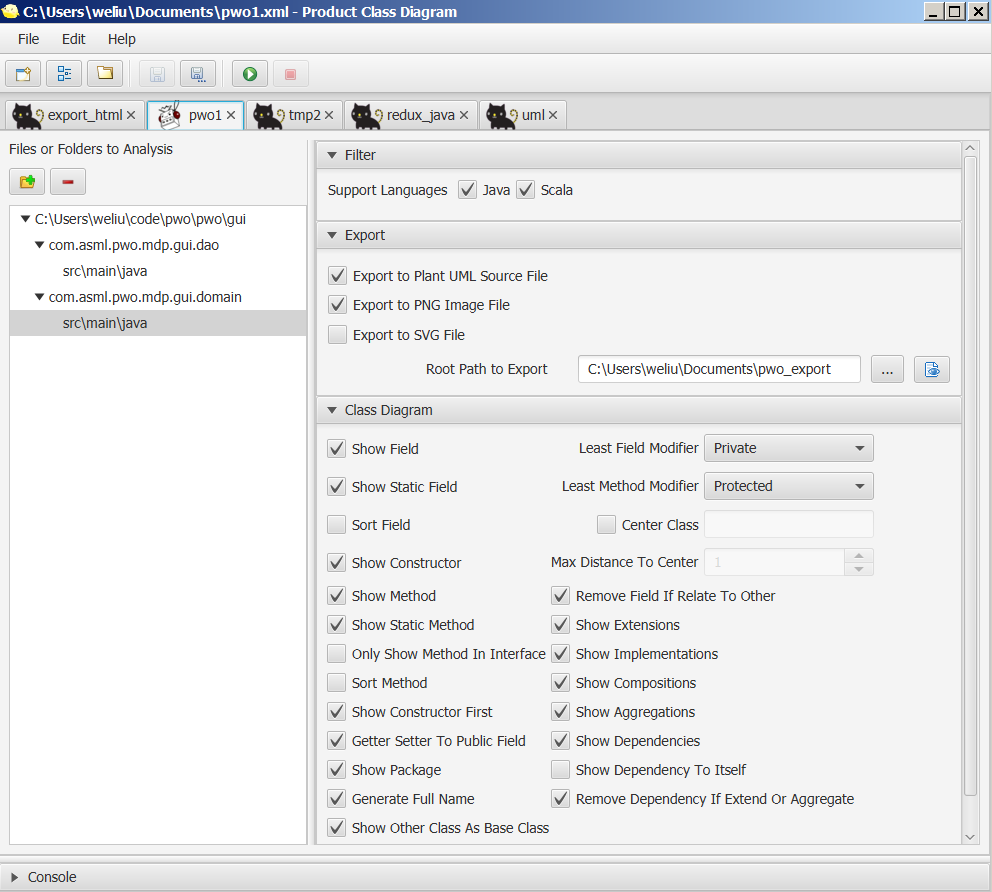 C:\Users\weliu\Documents\pwo1.xml - Product Class Diagram
File Edit Help
export_html pwo1 tmp2 redux_java uml
Files or Folders to Analysis
C:\Users\weliu\code\pwo\pwo\gui
com.asml.pwo.mdp.gui.dao
src\main\java
com.asml.pwo.mdp.gui.domain
src\main\java
Filter
Support Languages Java Scala
Export
Export to Plant UML Source File
Export to PNG Image File
Export to SVG File
Root Path to Export C:\Users\weliu\Documents\pwo_export ...
Class Diagram
Show Field Least Field Modifier Private
Show Static Field Least Method Modifier Protected
Sort Field Center Class
Show Constructor Max Distance To Center 1
Show Method Remove Field If Relate To Other
Show Static Method Show Extensions
Only Show Method In Interface Show Implementations
Sort Method Show Compositions
Show Constructor First Show Aggregations
Getter Setter To Public Field Show Dependencies
Show Package Show Dependency To Itself
Generate Full Name Remove Dependency If Extend Or Aggregate
Show Other Class As Base Class
Console